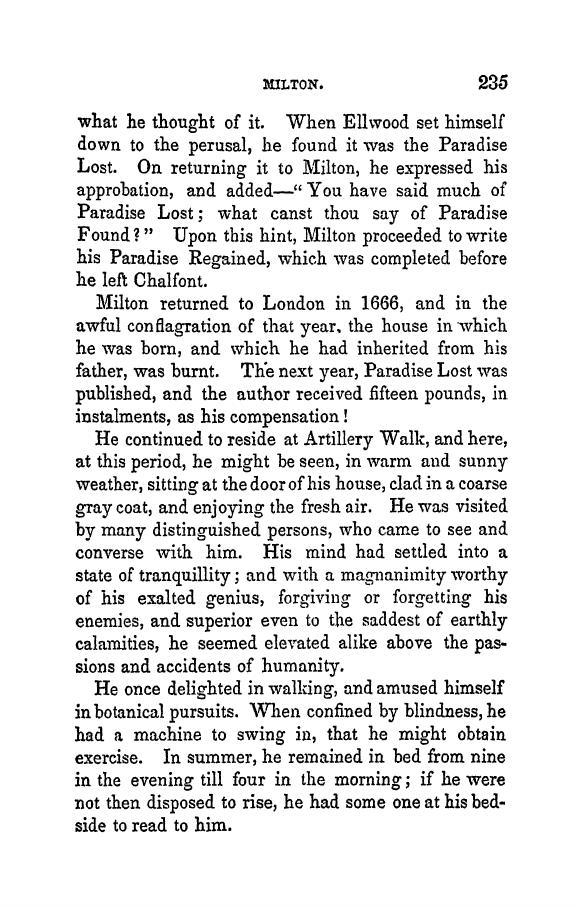 MILTON. 235
what he thought of it. When Ellwood set himself
down to the perusal, he found it was the Paradise
Lost. On returning it to Milton, he expressed his
approbation, and added—“You have said much of
Paradise Lost; what canst thou say of Paradise
Found?” Upon this hint, Milton proceeded to write
his Paradise Regained, which was completed before
he left Chalfont.
Milton returned to London in 1666, and in the
awful conflagration of that year, the house in which
he was born, and which he had inherited from his
father, was burnt. The next year, Paradise Lost was
published, and the author received fifteen pounds, in
instalments, as his compensation!
He continued to reside at Artillery Walk, and here,
at this period, he might be seen, in warm and sunny
weather, sitting at the door of his house, clad in a coarse
gray coat, and enjoying the fresh air. He was visited
by many distinguished persons, who came to see and
converse with him. His mind had settled into a
state of tranquillity; and with a magnanimity worthy
of his exalted genius, forgiving or forgetting his
enemies, and superior even to the saddest of earthly
calamities, he seemed elevated alike above the pas-
sions and accidents of humanity.
He once delighted in walking, and amused himself
in botanical pursuits. When confined by blindness, he
had a machine to swing in, that he might obtain
exercise. In summer, he remained in bed from nine
in the evening till four in the morning; if he were
not then disposed to rise, he had some one at his bed-
side to read to him.